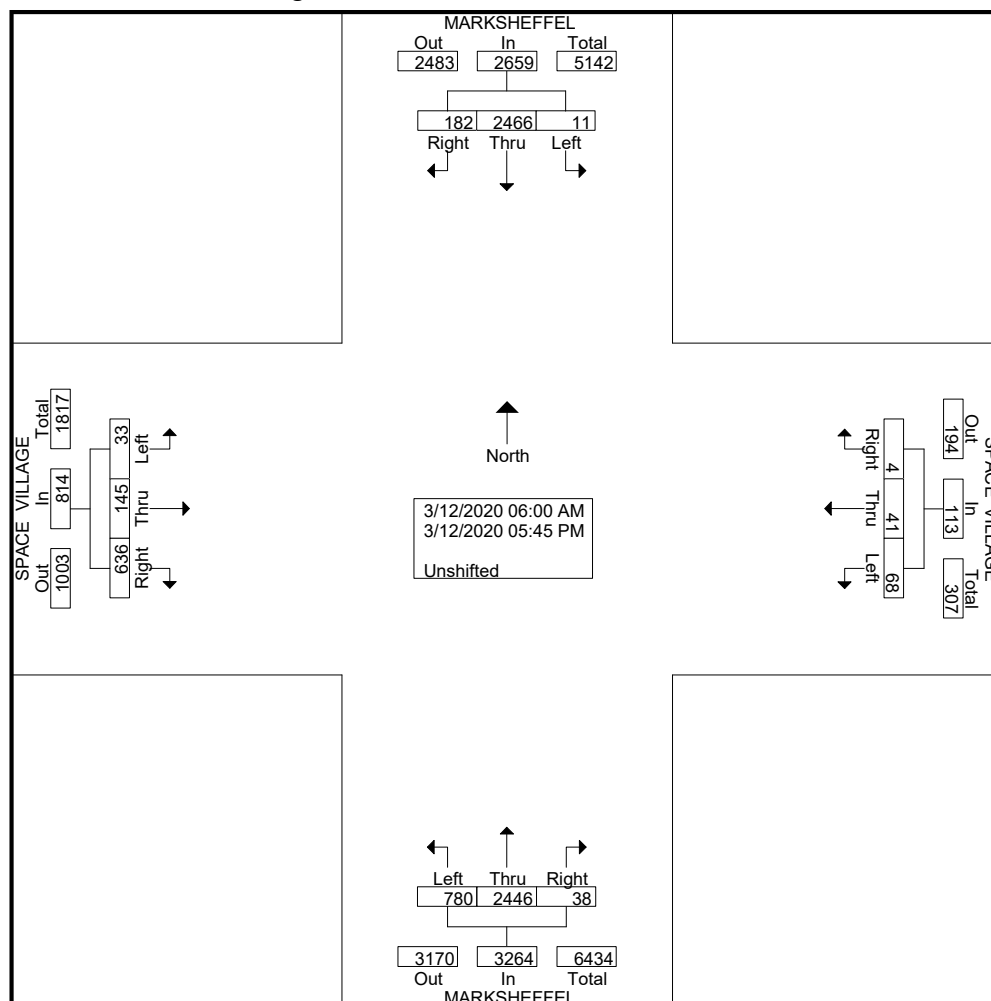 MARKSHEFFEL
Out In Total
2483 2659 5142
182 2466 11
Right Thru Left
SPACE VILLAGE
Out In Total
1003 814 1817
33 145 636
Left Thru Right
North
3/12/2020 06:00 AM
3/12/2020 05:45 PM
Unshifted
Right Thru Left
4 41 68
Out In Total
194 113 307
SPACE VILLAGE
Left Thru Right
780 2446 38
3170 3264 6434
Out In Total
MARKSHEFFEL